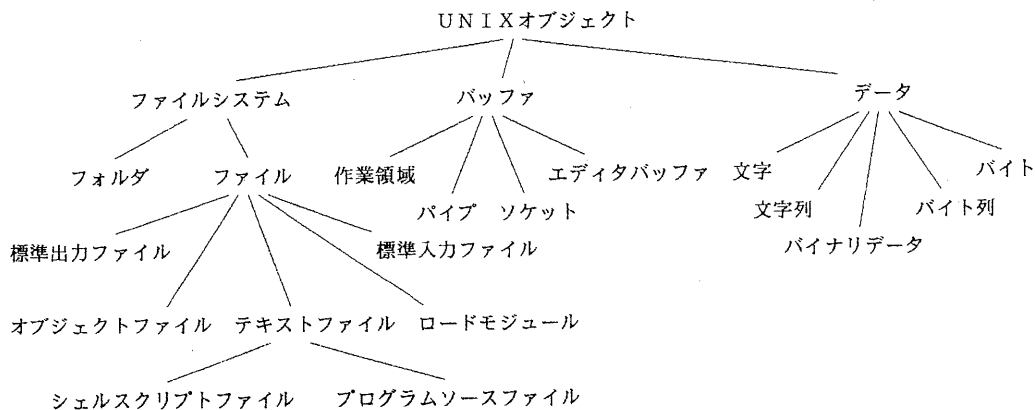 UNIXオブジェクト
ファイルシステム バッファ データ
フォルダ ファイル 作業領域 エディタバッファ 文字 バイト
パイプ ソケット 文字列 バイト列
標準出力ファイル 標準入力ファイル バイナリデータ
オブジェクトファイル テキストファイル ロードモジュール
シェルスクリプトファイル プログラムソースファイル